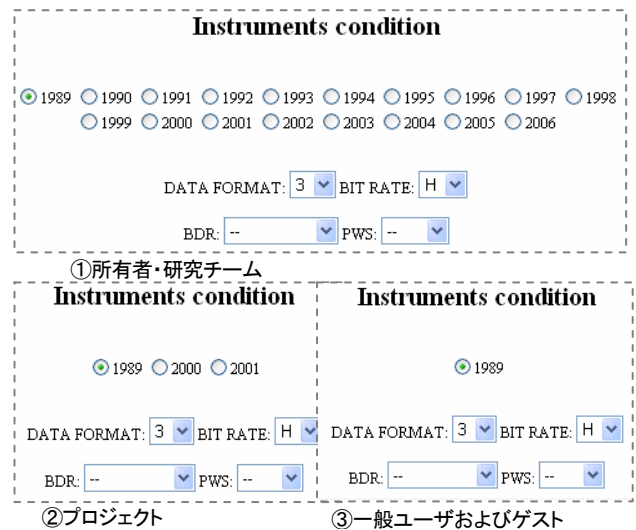 Instruments condition
1989 1990 1991 1992 1993 1994 1995 1996 1997 1998
1999 2000 2001 2002 2003 2004 2005 2006
DATA FORMAT: 3 BIT RATE: H
BDR: -- PWS: --
①所有者・研究チーム
Instruments condition
1989 2000 2001
DATA FORMAT: 3 BIT RATE: H
BDR: -- PWS: --
②プロジェクト
Instruments condition
1989
DATA FORMAT: 3 BIT RATE: H
BDR: -- PWS: --
③一般ユーザおよびゲスト